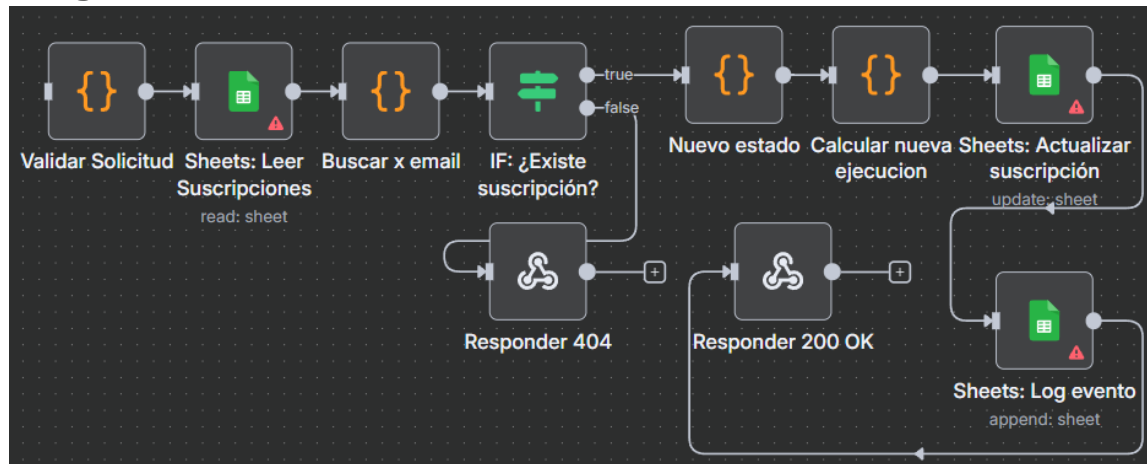 true
false
Validar Solicitud
Sheets: Leer
Suscripciones
read: sheet
Buscar x email
IF: ¿Existe
suscripción?
Nuevo estado
Calcular nueva
ejecucion
Sheets: Actualizar
suscripción
update: sheet
Responder 404
Responder 200 OK
Sheets: Log evento
append: sheet